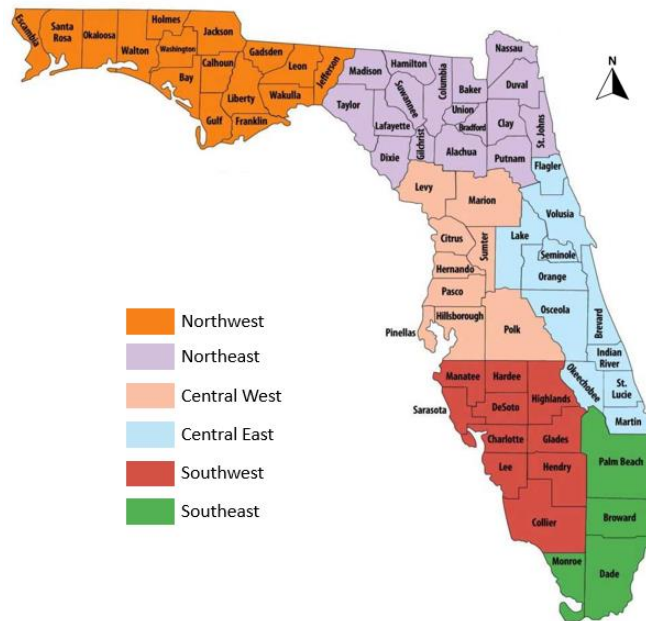 Escambia
Santa
Rosa
Okaloosa
Walton
Holmes
Washington
Jackson
Bay
Calhoun
Gulf
Liberty
Franklin
Gadsden
Leon
Wakulla
Jefferson
Madison
Taylor
Hamilton
Suwannee
Lafayette
Dixie
Columbia
Gilchrist
Baker
Union
Bradford
Alachua
Nassau
Duval
Clay
St. Johns
Putnam
Flagler
Levy
Marion
Volusia
Citrus
Sumter
Lake
Seminole
Hernando
Orange
Pasco
Brevard
Osceola
Hillsborough
Pinellas
Polk
Indian
River
Okeechobee
St.
Lucie
Martin
Manatee
Hardee
Highlands
Sarasota
DeSoto
Charlotte
Glades
Lee
Hendry
Collier
Palm Beach
Broward
Monroe
Dade
N
Northwest
Northeast
Central West
Central East
Southwest
Southeast